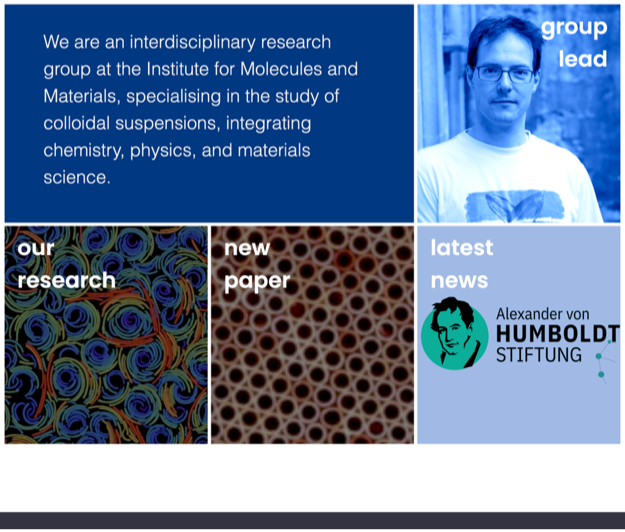 We are an interdisciplinary research
group at the Institute for Molecules and
Materials, specialising in the study of
colloidal suspensions, integrating
chemistry, physics, and materials
science.
group
lead
our
research
new
paper
latest
news
Alexander von
HUMBOLDT
STIFTUNG